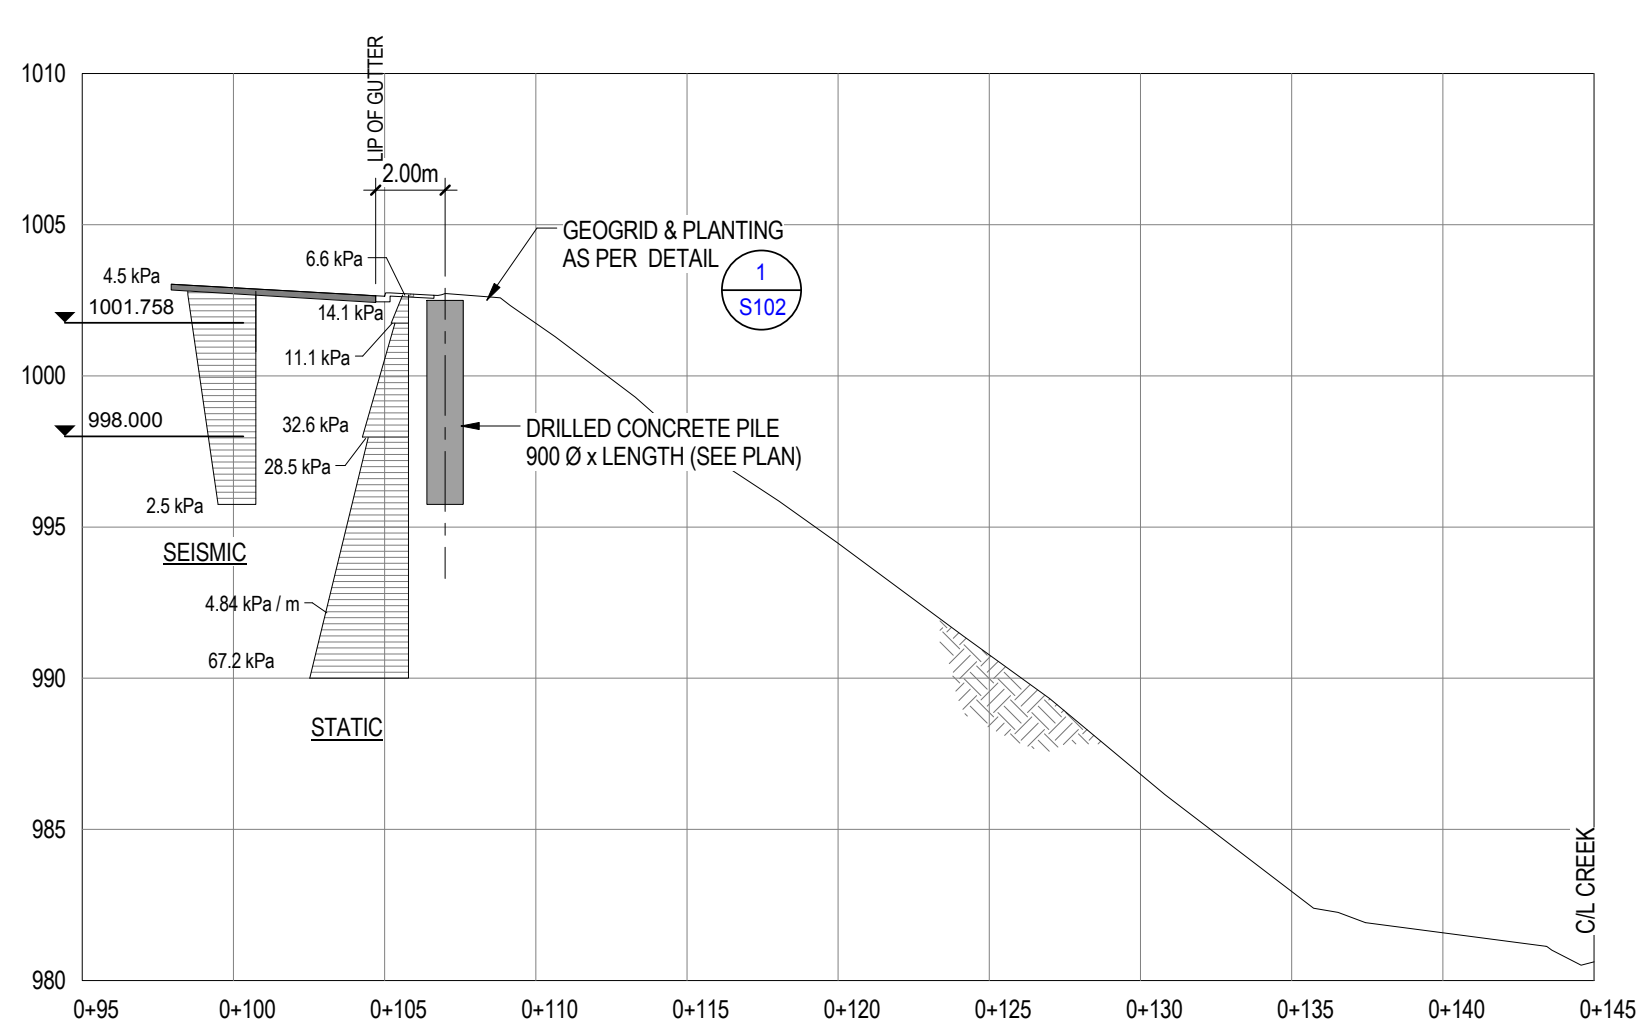 1010
1005
1000
995
990
985
980
LIP OF GUTTER
2.00m
6.6 kPa
4.5 kPa
1001.758
14.1 kPa
11.1 kPa
998.000
32.6 kPa
28.5 kPa
2.5 kPa
SEISMIC
4.84 kPa / m
67.2 kPa
STATIC
GEOGRID & PLANTING
AS PER DETAIL
1
S102
DRILLED CONCRETE PILE
900 Ø x LENGTH (SEE PLAN)
C/L CREEK
0+95
0+100
0+105
0+110
0+115
0+120
0+125
0+130
0+135
0+140
0+145